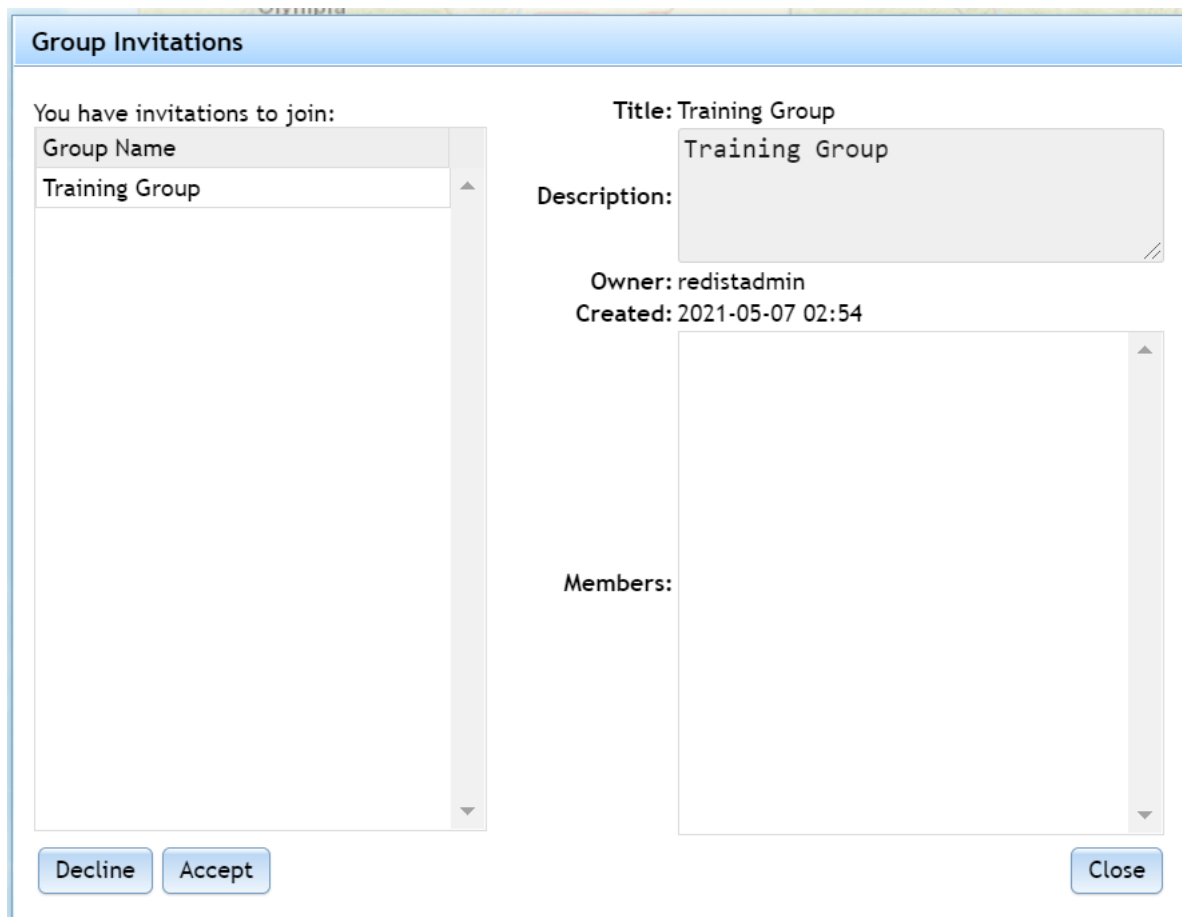 Olympia
Group Invitations
You have invitations to join:
Group Name
Training Group
Title: Training Group
Description: Training Group
Owner: redistadmin
Created: 2021-05-07 02:54
Members:
Decline Accept Close